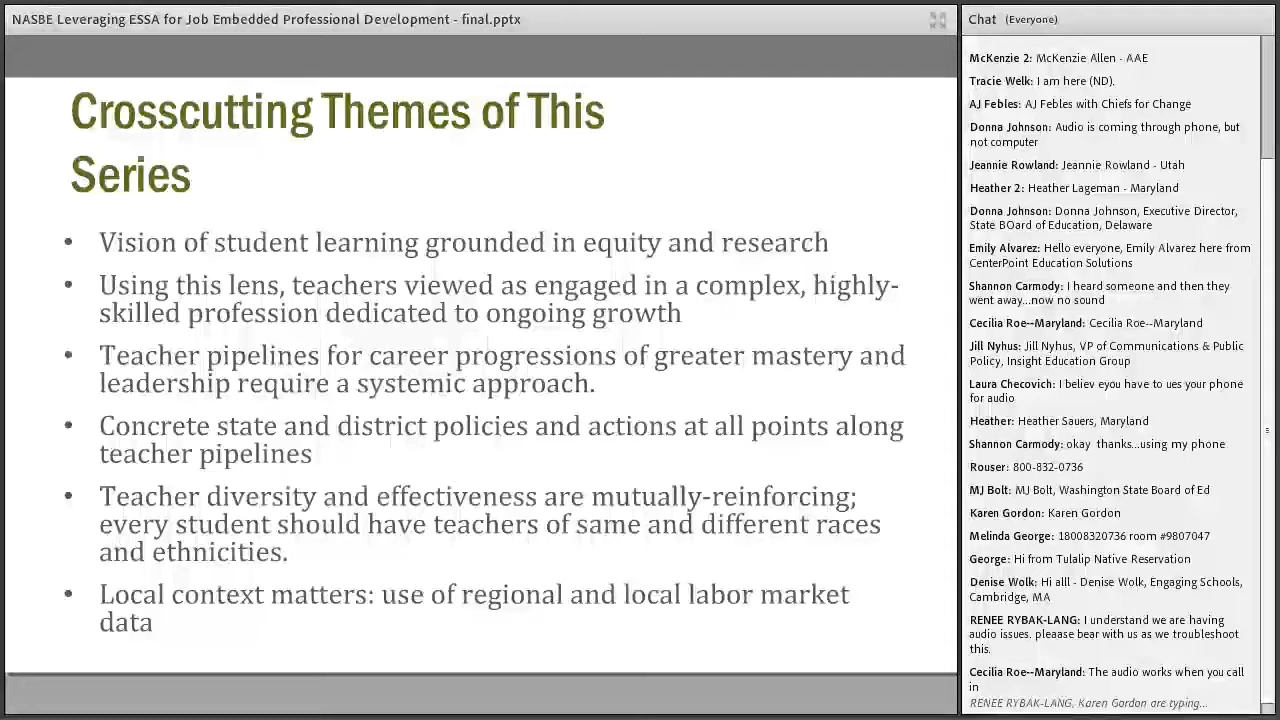 NASBE Leveraging ESSA for Job Embedded Professional Development - final.pptx
Crosscutting Themes of This
Series
• Vision of student learning grounded in equity and research
• Using this lens, teachers viewed as engaged in a complex, highly-
skilled profession dedicated to ongoing growth
• Teacher pipelines for career progressions of greater mastery and
leadership require a systemic approach.
• Concrete state and district policies and actions at all points along
teacher pipelines
• Teacher diversity and effectiveness are mutually-reinforcing;
every student should have teachers of same and different races
and ethnicities.
• Local context matters: use of regional and local labor market
data
Chat (Everyone)
McKenzie 2: McKenzie Allen - AAE
Tracie Welk: I am here (ND).
AJ Febles: AJ Febles with Chiefs for Change
Donna Johnson: Audio is coming through phone, but
not computer
Jeannie Rowland: Jeannie Rowland - Utah
Heather 2: Heather Lageman - Maryland
Donna Johnson: Donna Johnson, Executive Director,
State BOard of Education, Delaware
Emily Alvarez: Hello everyone, Emily Alvarez here from
CenterPoint Education Solutions
Shannon Carmody: I heard someone and then they
went away...now no sound
Cecilia Roe--Maryland: Cecilia Roe--Maryland
Jill Nyhus: Jill Nyhus, VP of Communications & Public
Policy, Insight Education Group
Laura Checovich: I believ eyou have to ues your phone
for audio
Heather: Heather Sauers, Maryland
Shannon Carmody: okay thanks...using my phone
Rouser: 800-832-0736
MJ Bolt: MJ Bolt, Washington State Board of Ed
Karen Gordon: Karen Gordon
Melinda George: 18008320736 room #9807047
George: Hi from Tulalip Native Reservation
Denise Wolk: Hi alll - Denise Wolk, Engaging Schools,
Cambridge, MA
RENEE RYBAK-LANG: I understand we are having
audio issues. pleaase bear with us as we troubleshoot
this.
Cecilia Roe--Maryland: The audio works when you call
in
RENEE RYBAK-LANG, Karen Gordon are typing...